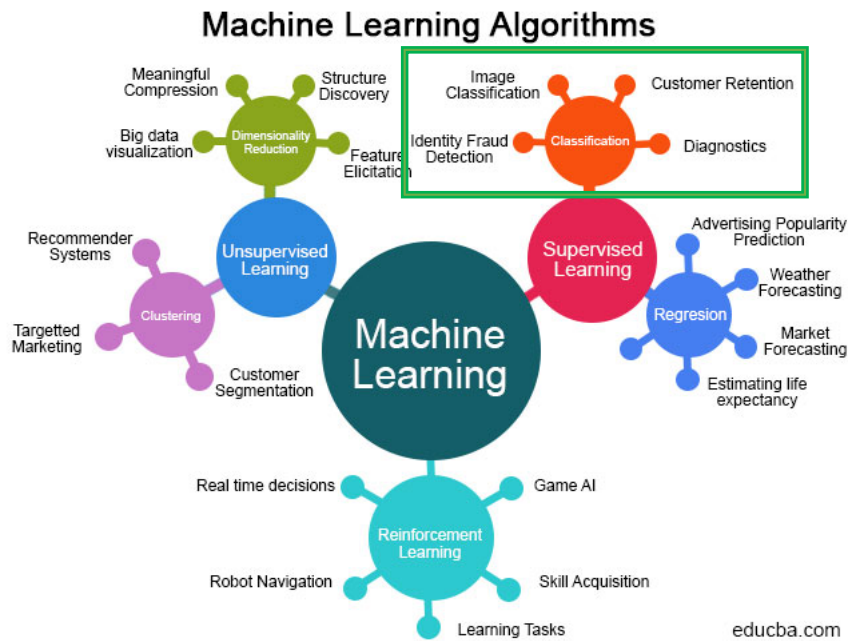 Machine Learning Algorithms
Meaningful
Compression
Structure
Discovery
Big data
visualization
Dimensionality
Reduction
Feature
Elicitation
Image
Classification
Customer Retention
Identity Fraud
Detection
Classification
Diagnostics
Recommender
Systems
Unsupervised
Learning
Supervised
Learning
Advertising Popularity
Prediction
Weather
Forecasting
Clustering
Targetted
Marketing
Customer
Segmentation
Machine
Learning
Regresion
Market
Forecasting
Estimating life
expectancy
Real time decisions
Game AI
Reinforcement
Learning
Robot Navigation
Skill Acquisition
Learning Tasks
educba.com